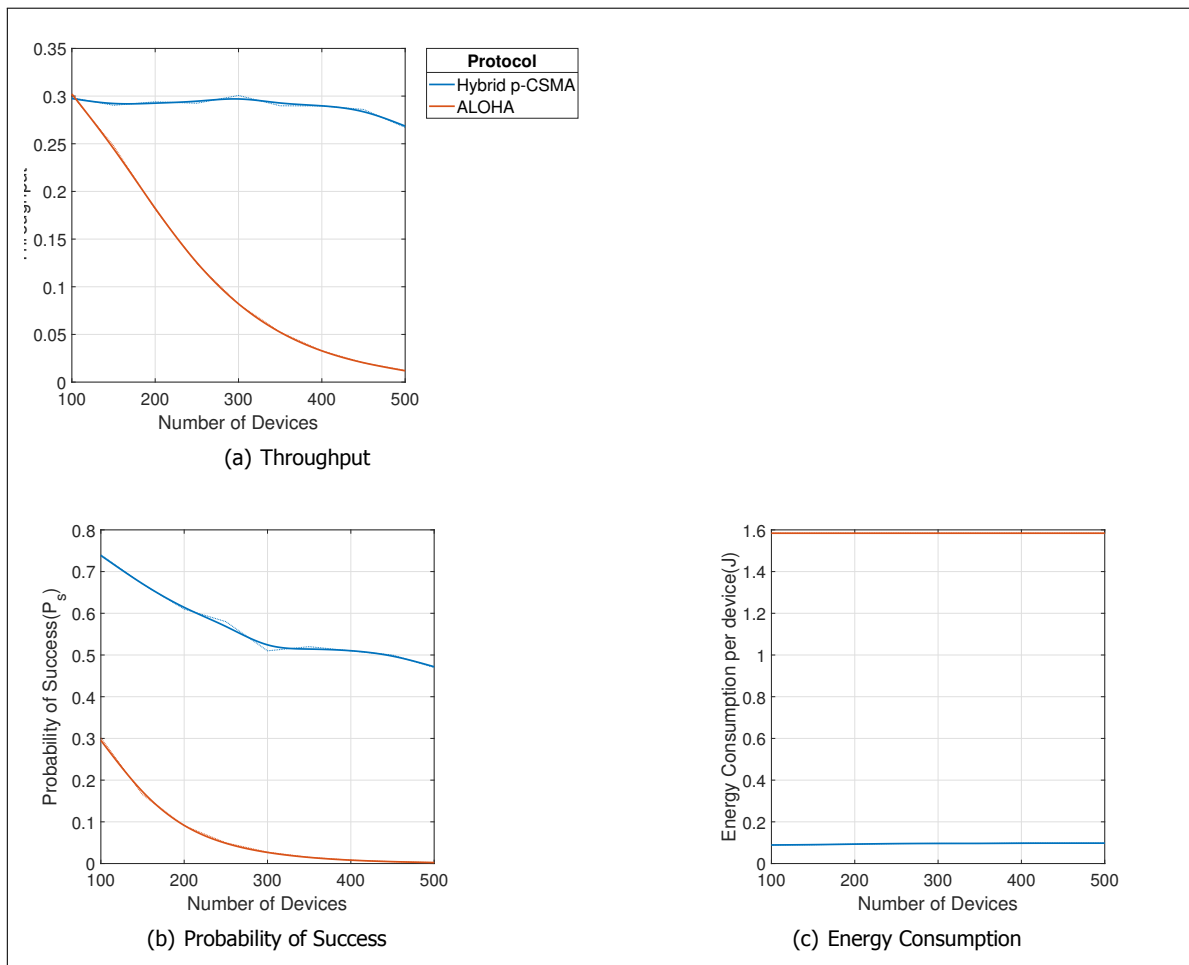 0.35
0.3
0.25
0.2
0.15
0.1
0.05
0
100 200 300 400 500
Number of Devices
Protocol
Hybrid p-CSMA
ALOHA
(a) Throughput
Probability of Success(P_s)
0.8
0.7
0.6
0.5
0.4
0.3
0.2
0.1
0
100 200 300 400 500
Number of Devices
(b) Probability of Success
Energy Consumption per device(J)
1.6
1.4
1.2
1
0.8
0.6
0.4
0.2
0
100 200 300 400 500
Number of Devices
(c) Energy Consumption